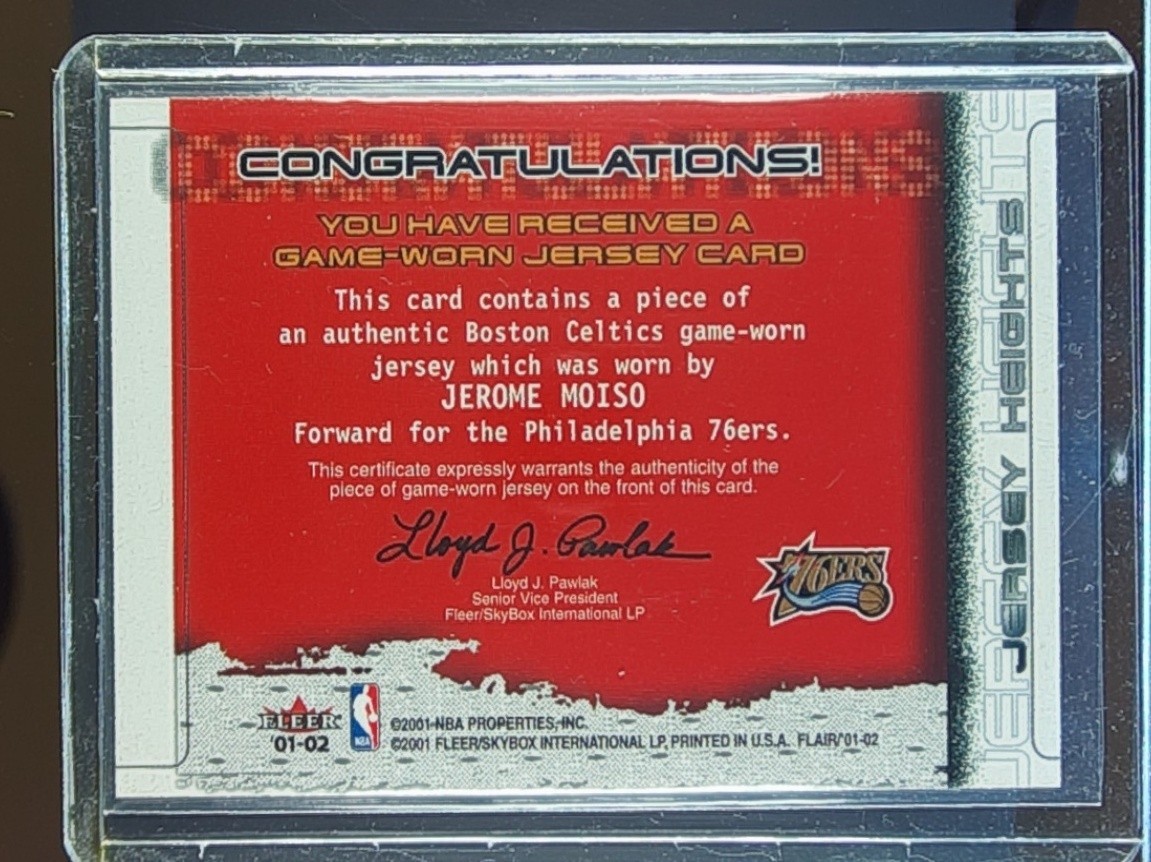 CONGRATULATIONS
CONGRATULATIONS!
YOU HAVE RECEIVED A
GAME-WORN JERSEY CARD
This card contains a piece of
an authentic Boston Celtics game-worn
jersey which was worn by
JEROME MOISO
Forward for the Philadelphia 76ers.
This certificate expressly warrants the authenticity of the
piece of game-worn jersey on the front of this card.
Lloyd J. Pawlak
Lloyd J. Pawlak
Senior Vice President
Fleer/SkyBox International LP
76ERS
FLEER
'01-02
NBA
©2001 NBA PROPERTIES, INC.
©2001 FLEER/SKYBOX INTERNATIONAL LP, PRINTED IN U.S.A. FLAIR/'01-02
JERSEY HEIGHTS
JERSEY HEIGHTS